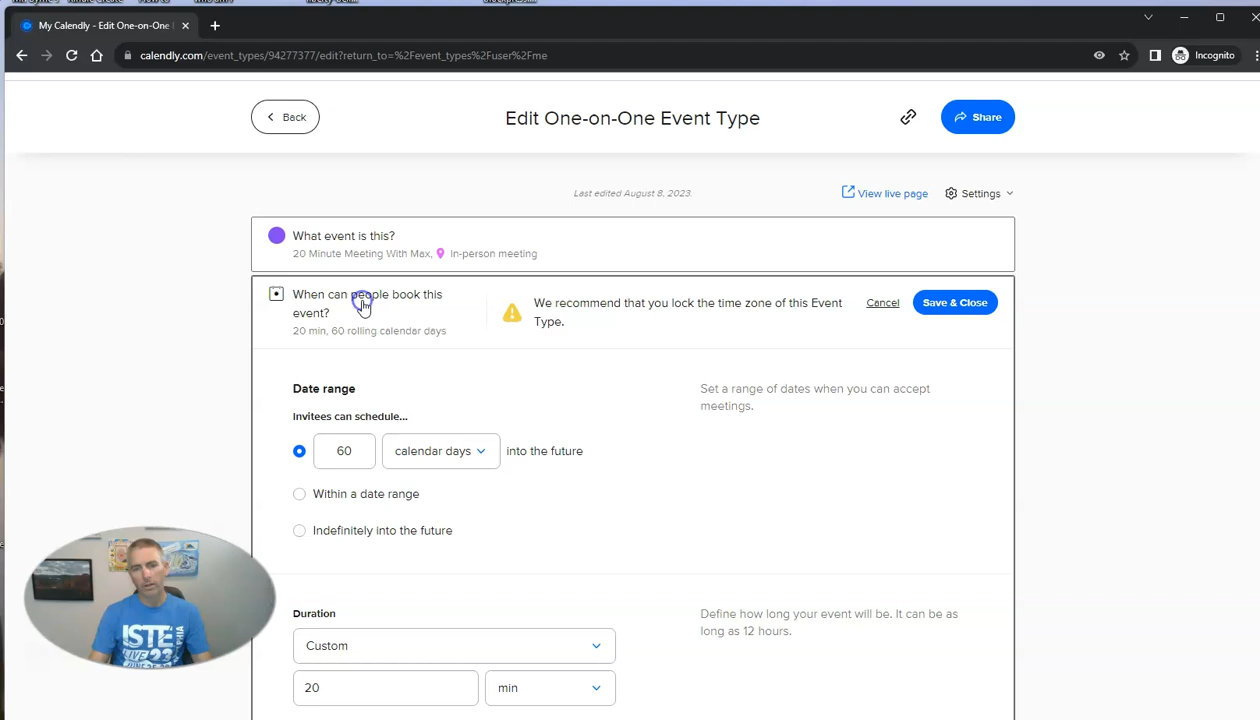 My Calendly - Edit One-on-One
calendly.com/event_types/94277377/edit?return_to=%2Fevent_types%2Fuser%2Fme
Incognito
Back
Edit One-on-One Event Type
Share
Last edited August 8, 2023.
View live page
Settings
What event is this?
20 Minute Meeting With Max, In-person meeting
When can people book this
event?
20 min, 60 rolling calendar days
We recommend that you lock the time zone of this Event
Type.
Cancel
Save & Close
Date range
Set a range of dates when you can accept
meetings.
Invitees can schedule...
60 calendar days into the future
Within a date range
Indefinitely into the future
Duration
Define how long your event will be. It can be as
long as 12 hours.
Custom
20 min
ISTE
LIVE 23